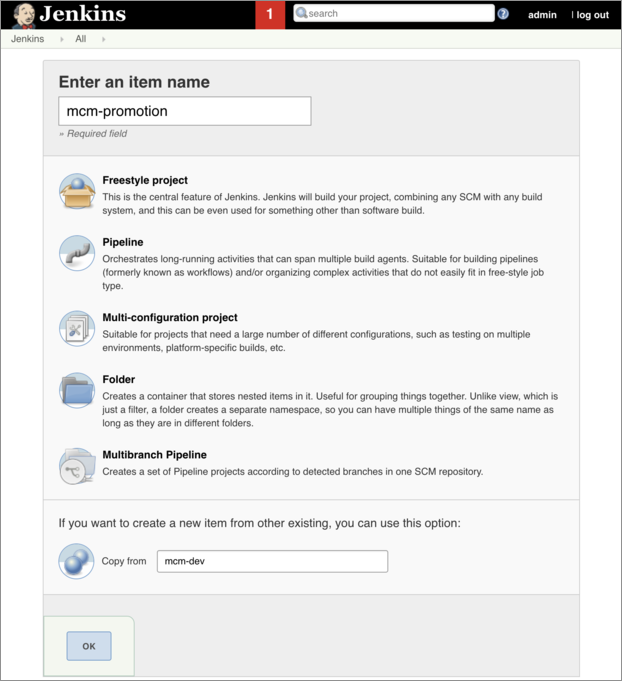 Jenkins
1
search
?
admin
| log out
Jenkins
All
Enter an item name
mcm-promotion
» Required field
Freestyle project
This is the central feature of Jenkins. Jenkins will build your project, combining any SCM with any build
system, and this can be even used for something other than software build.
Pipeline
Orchestrates long-running activities that can span multiple build agents. Suitable for building pipelines
(formerly known as workflows) and/or organizing complex activities that do not easily fit in free-style job
type.
Multi-configuration project
Suitable for projects that need a large number of different configurations, such as testing on multiple
environments, platform-specific builds, etc.
Folder
Creates a container that stores nested items in it. Useful for grouping things together. Unlike view, which is
just a filter, a folder creates a separate namespace, so you can have multiple things of the same name as
long as they are in different folders.
Multibranch Pipeline
Creates a set of Pipeline projects according to detected branches in one SCM repository.
If you want to create a new item from other existing, you can use this option:
Copy from
mcm-dev
OK